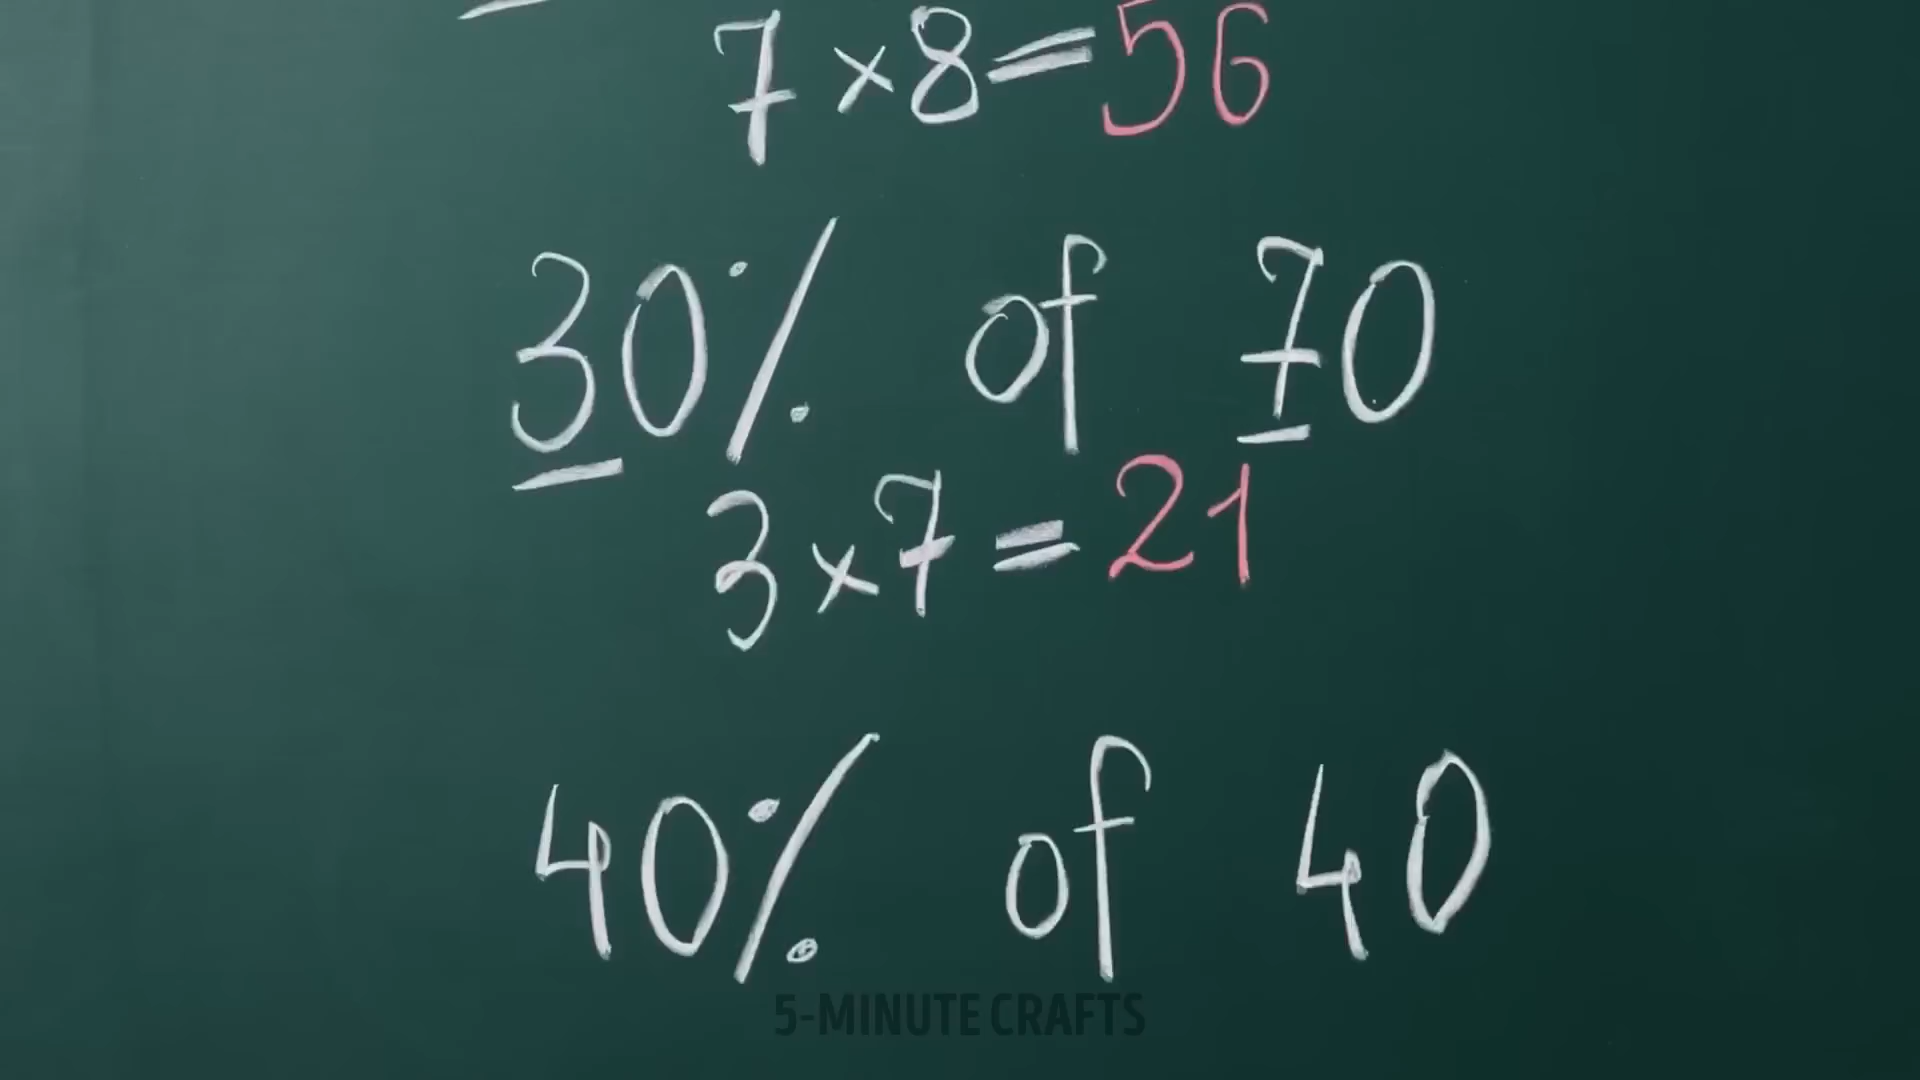 7 × 8 = 56
30% of 70
3 × 7 = 21
40% of 40
5-MINUTE CRAFTS